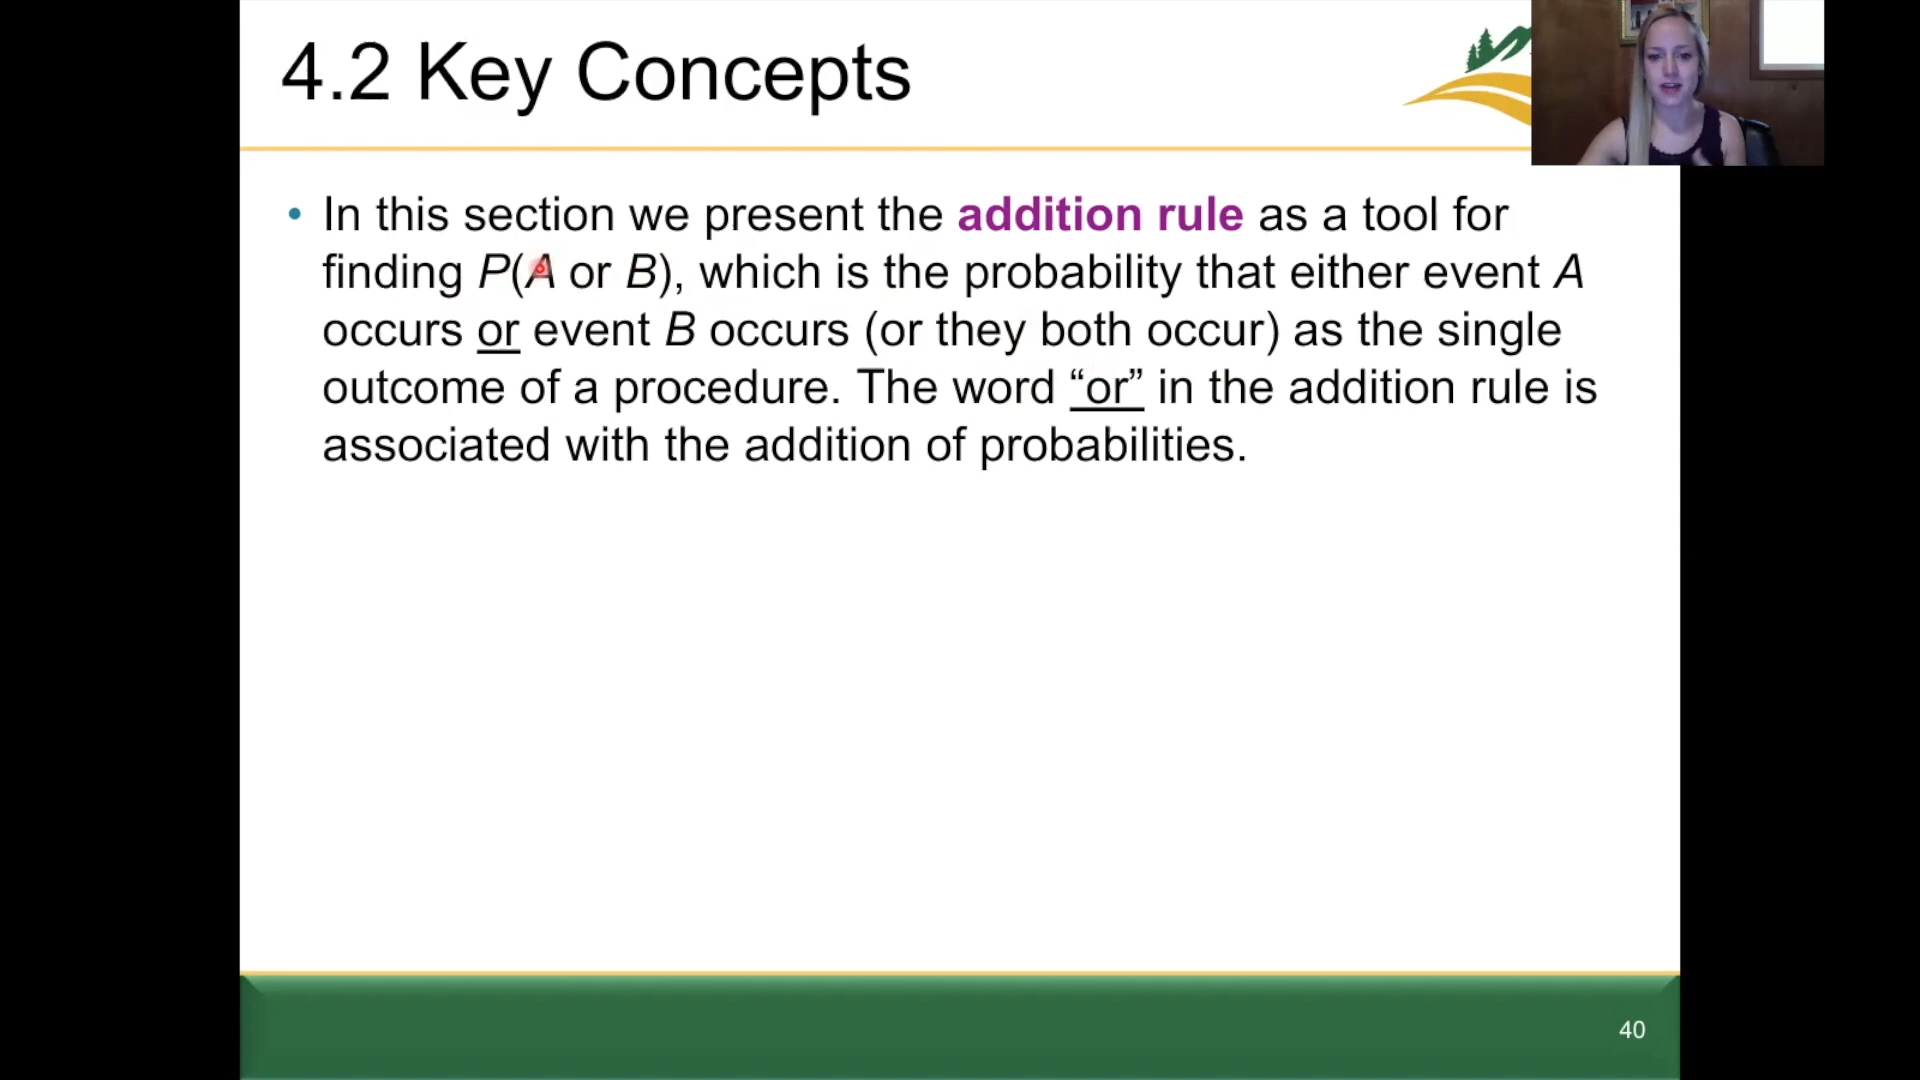 4.2 Key Concepts
• In this section we present the addition rule as a tool for
finding P(A or B), which is the probability that either event A
occurs or event B occurs (or they both occur) as the single
outcome of a procedure. The word “or” in the addition rule is
associated with the addition of probabilities.
40